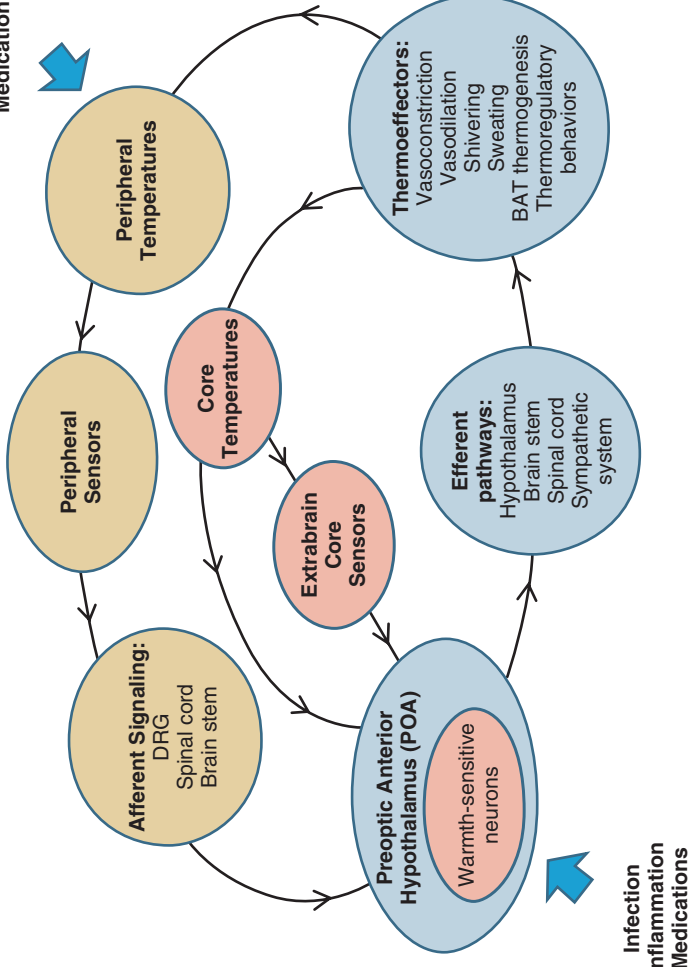 Medication
Peripheral
Temperatures
Peripheral
Sensors
Afferent Signaling:
DRG
Spinal cord
Brain stem
Core
Temperatures
Extrabrain
Core
Sensors
Preoptic Anterior
Hypothalamus (POA)
Warmth-sensitive
neurons
Efferent
pathways:
Hypothalamus
Brain stem
Spinal cord
Sympathetic
system
Thermoeffectors:
Vasoconstriction
Vasodilation
Shivering
Sweating
BAT thermogenesis
Thermoregulatory
behaviors
Infection
nflammation
Medications